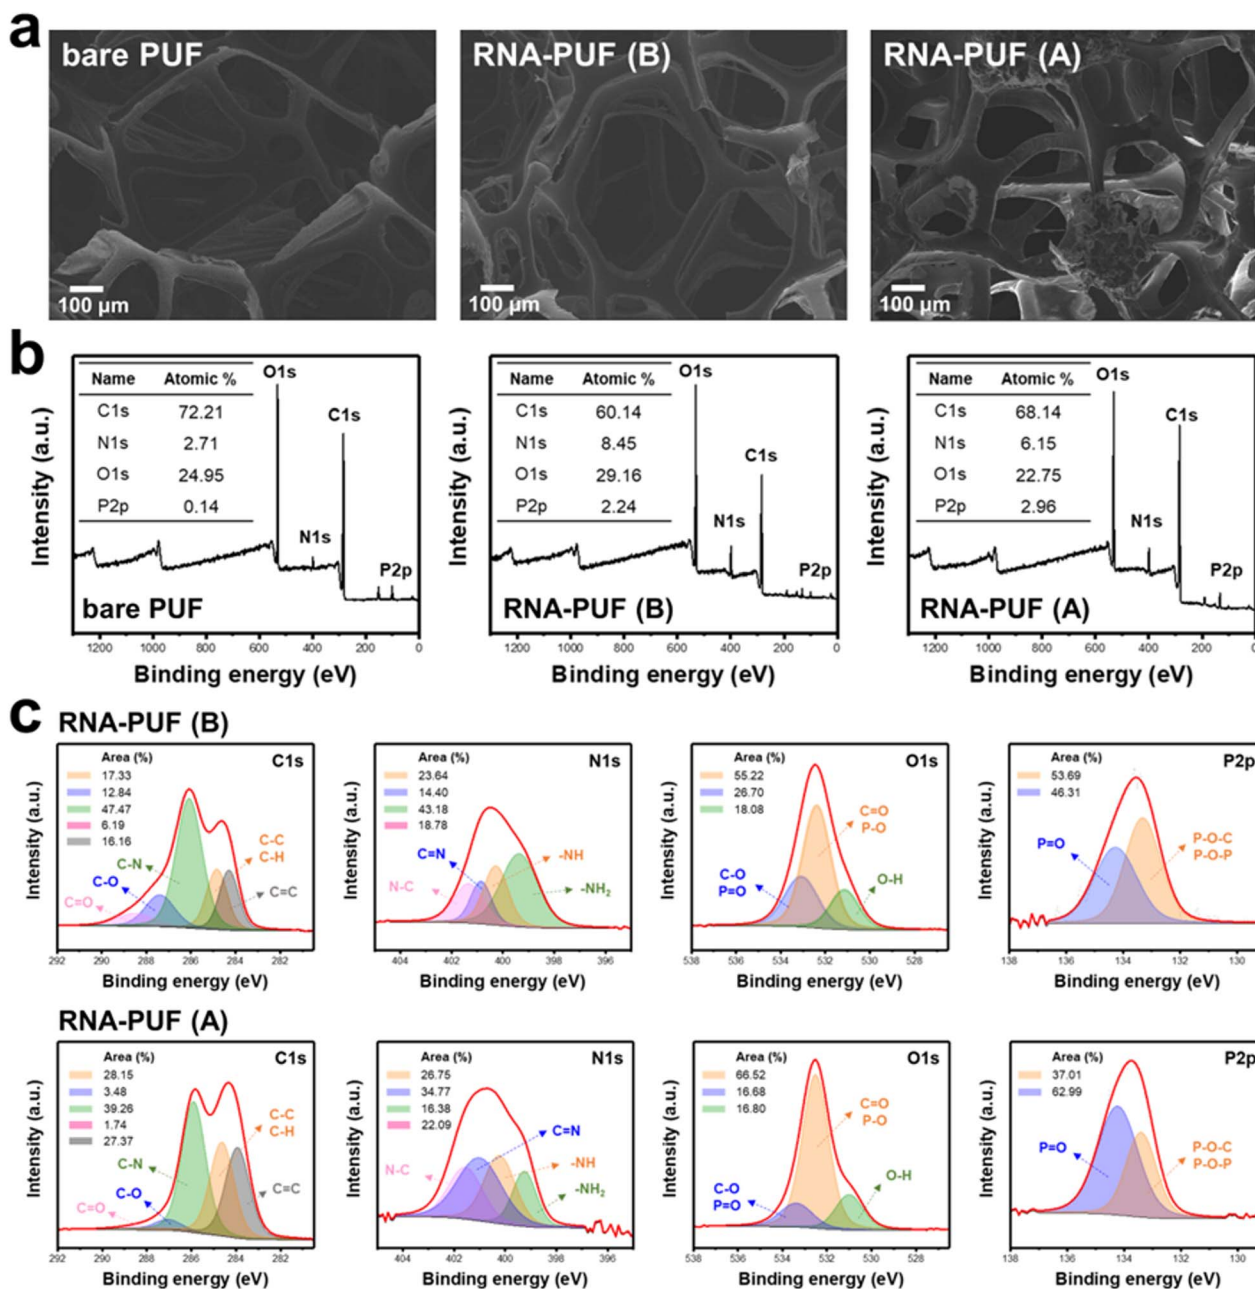 a
bare PUF
RNA-PUF (B)
RNA-PUF (A)
100 µm
100 µm
100 µm
b
Name Atomic %
C1s 72.21
N1s 2.71
O1s 24.95
P2p 0.14
O1s
C1s
N1s
P2p
bare PUF
Intensity (a.u.)
1200 1000 800 600 400 200 0
Binding energy (eV)
Name Atomic %
C1s 60.14
N1s 8.45
O1s 29.16
P2p 2.24
O1s
C1s
N1s
P2p
RNA-PUF (B)
Intensity (a.u.)
1200 1000 800 600 400 200 0
Binding energy (eV)
Name Atomic %
C1s 68.14
N1s 6.15
O1s 22.75
P2p 2.96
O1s
C1s
N1s
P2p
RNA-PUF (A)
Intensity (a.u.)
1200 1000 800 600 400 200 0
Binding energy (eV)
c
RNA-PUF (B)
Area (%)
17.33
12.84
47.47
6.19
16.16
C1s
C-C
C-H
C-N
C-O
C=O
C=C
Intensity (a.u.)
292 290 288 286 284 282
Binding energy (eV)
Area (%)
23.64
14.40
43.18
18.78
N1s
C=N
N-C
-NH
-NH2
Intensity (a.u.)
404 402 400 398 396
Binding energy (eV)
Area (%)
55.22
26.70
18.08
O1s
C=O
P-O
C-O
P=O
O-H
Intensity (a.u.)
538 536 534 532 530 528
Binding energy (eV)
Area (%)
53.69
46.31
P2p
P=O
P-O-C
P-O-P
Intensity (a.u.)
138 136 134 132 130
Binding energy (eV)
RNA-PUF (A)
Area (%)
28.15
3.48
39.26
1.74
27.37
C1s
C-C
C-H
C-N
C-O
C=O
C=C
Intensity (a.u.)
292 290 288 286 284 282
Binding energy (eV)
Area (%)
26.75
34.77
16.38
22.09
N1s
C=N
N-C
-NH
-NH2
Intensity (a.u.)
404 402 400 398 396
Binding energy (eV)
Area (%)
66.52
16.68
16.80
O1s
C=O
P-O
C-O
P=O
O-H
Intensity (a.u.)
538 536 534 532 530 528
Binding energy (eV)
Area (%)
37.01
62.99
P2p
P=O
P-O-C
P-O-P
Intensity (a.u.)
138 136 134 132 130
Binding energy (eV)